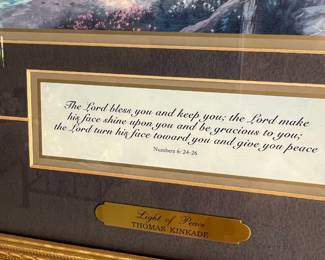 The Lord bless you and keep you; the Lord make
his face shine upon you and be gracious to you;
the Lord turn his face toward you and give you peace
Numbers 6: 24-26
Light of Peace
THOMAS KINKADE